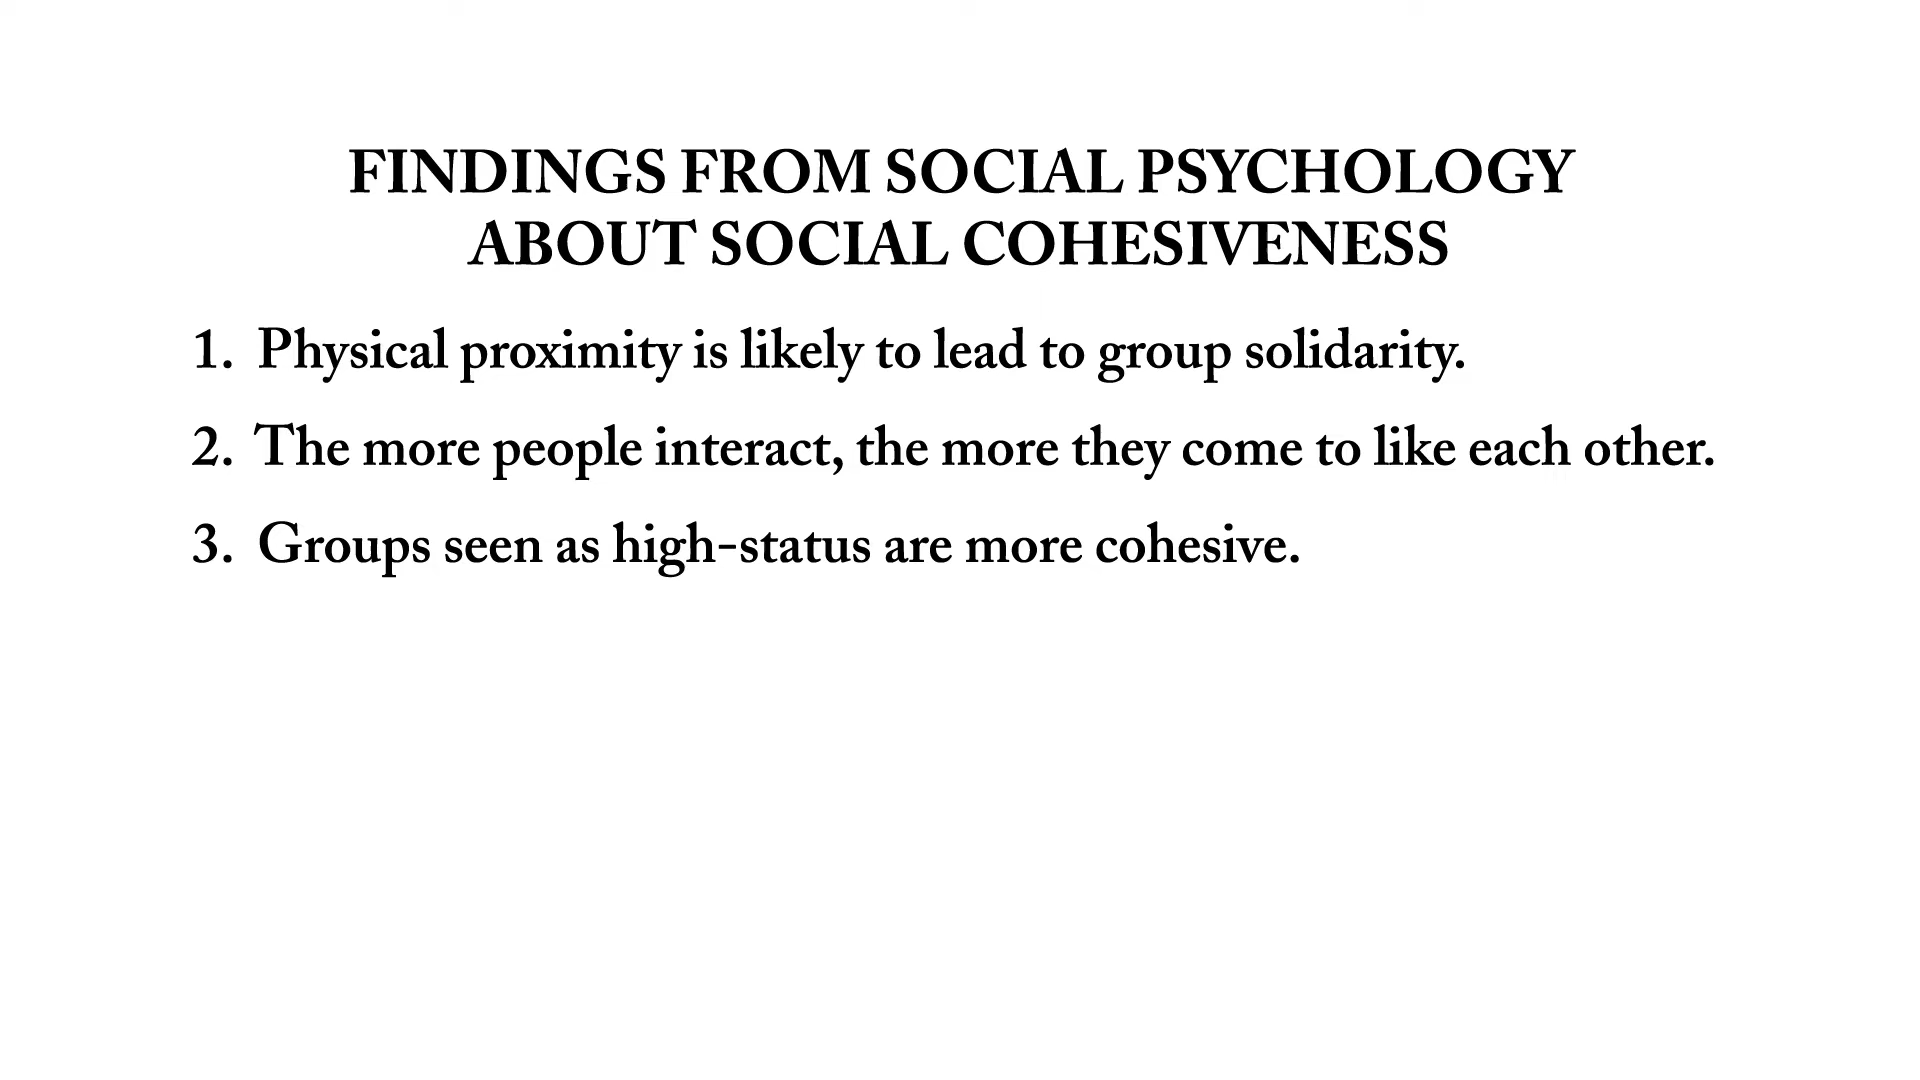 FINDINGS FROM SOCIAL PSYCHOLOGY
ABOUT SOCIAL COHESIVENESS
1. Physical proximity is likely to lead to group solidarity.
2. The more people interact, the more they come to like each other.
3. Groups seen as high-status are more cohesive.